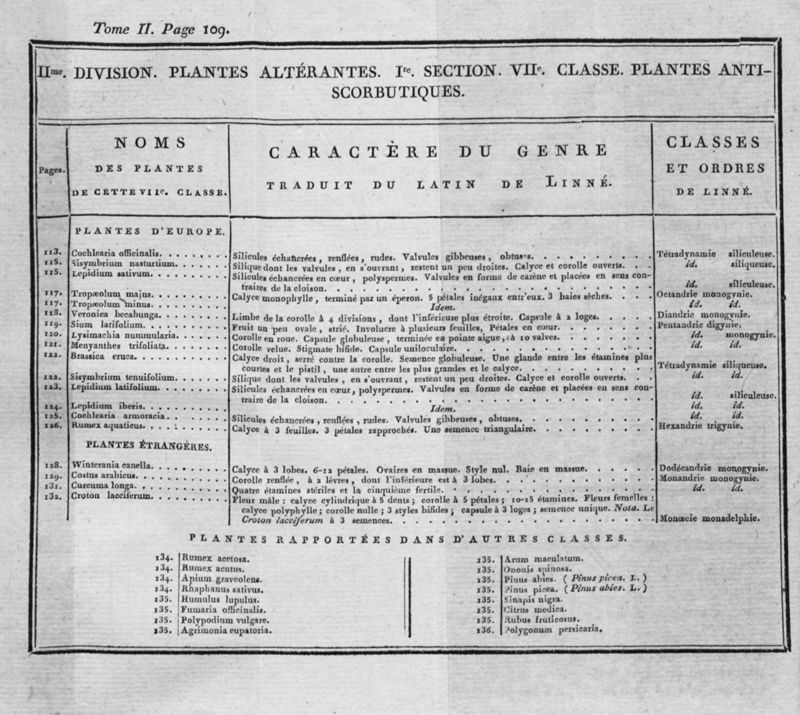 Tome II. Page 109.
IIme. DIVISION. PLANTES ALTÉRANTES. Ire. SECTION. VIIe. CLASSE. PLANTES ANTI-
SCORBUTIQUES.
Pages.
NOMS
DES PLANTES
DE CETTE VIIe. CLASSE.
CARACTÈRE DU GENRE
TRADUIT DU LATIN DE LINNÉ.
CLASSES
ET ORDRES
DE LINNÉ.
PLANTES D'EUROPE.
113. Cochlearia officinalis. Silicules échancrées, renflées, rudes. Valvules gibbeuses, obtuses. Tétradynamie siliculeuse.
115. Sisymbrium nasturtium. Silique dont les valvules, en s'ouvrant, restent un peu droites. Calyce et corolle ouverts. id. siliqueuse.
115. Lepidium sativum. Silicules échancrées en cœur, polyspermes. Valvules en forme de carène et placées en sens con-
traires de la cloison. id. siliculeuse.
117. Tropæolum majus. Calyce monophylle, terminé par un éperon. 5 pétales inégaux entr'eux. 3 baies sèches. Octandrie monogynie.
117. Tropæolum minus. Idem. id. id.
118. Veronica becabunga. Limbe de la corolle à 4 divisions, dont l'inférieure plus étroite. Capsule à 2 loges. Diandrie monogynie.
119. Sium latifolium. Fruit un peu ovale, strié. Involucre à plusieurs feuilles, Pétales en cœur. Pentandrie digynie.
120. Lysimachia nummularia. Corolle en roue. Capsule globuleuse, terminée en pointe aigue, à 10 valves. id. monogynie.
121. Menyanthes trifoliata. Corolle velue. Stigmate bifide. Capsule uniloculaire. id. id.
122. Brassica eruca. Calyce droit, serré contre la corolle. Semence globuleuse. Une glande entre les étamines plus
courtes et le pistil, une autre entre les plus grandes et le calyce. Tétradynamie siliqueuse.
122. Sisymbrium tenuifolium. Silique dont les valvules, en s'ouvrant, restent un peu droites. Calyce et corolle ouverts. id. id.
123. Lepidium latifolium. Silicules échancrées en cœur, polyspermes. Valvules en forme de carène et placées en sens con-
traire de la cloison. id. siliculeuse.
124. Lepidium iberis. Idem. id. id.
125. Cochlearia armoracia. Silicules échancrées, renflées, rudes. Valvules gibbeuses, obtuses. id. id.
126. Rumex aquaticus. Calyce à 3 feuilles. 3 pétales rapprochés. Une semence triangulaire. Hexandrie trigynie.
PLANTES ÉTRANGÈRES.
128. Winterania canella. Calyce à 3 lobes. 6-12 pétales. Ovaires en massue. Style nul. Baie en massue. Dodécandrie monogynie.
129. Costus arabicus. Corolle renflée, à 2 lèvres, dont l'inférieure est à 3 lobes. Monandrie monogynie.
131. Curcuma longa. Quatre étamines stériles et la cinquième fertile. id. id.
132. Croton lacciferum. Fleur mâle : calyce cylindrique à 5 dents ; corolle à 5 pétales ; 10-15 étamines. Fleurs femelles :
calyce polyphylle ; corolle nulle ; 3 styles bifides ; capsule à 3 loges ; semence unique. Nota. Le
Croton lacciferum à 3 semences. Monœcie monadelphie.
PLANTES RAPPORTÉES DANS D'AUTRES CLASSES.
134. Rumex acetosa.
134. Rumex acutus.
134. Apium graveolens.
134. Rhaphanus sativus.
135. Humulus lupulus.
135. Fumaria officinalis.
135. Polypodium vulgare.
135. Agrimonia eupatoria.
135. Arum maculatum.
135. Ononis spinosa.
135. Pinus abies. ( Pinus picea. L. )
135. Pinus picea. ( Pinus abies. L. )
135. Sinapis nigra.
135. Citrus medica.
135. Rubus fruticosus.
136. Polygonum persicaria.